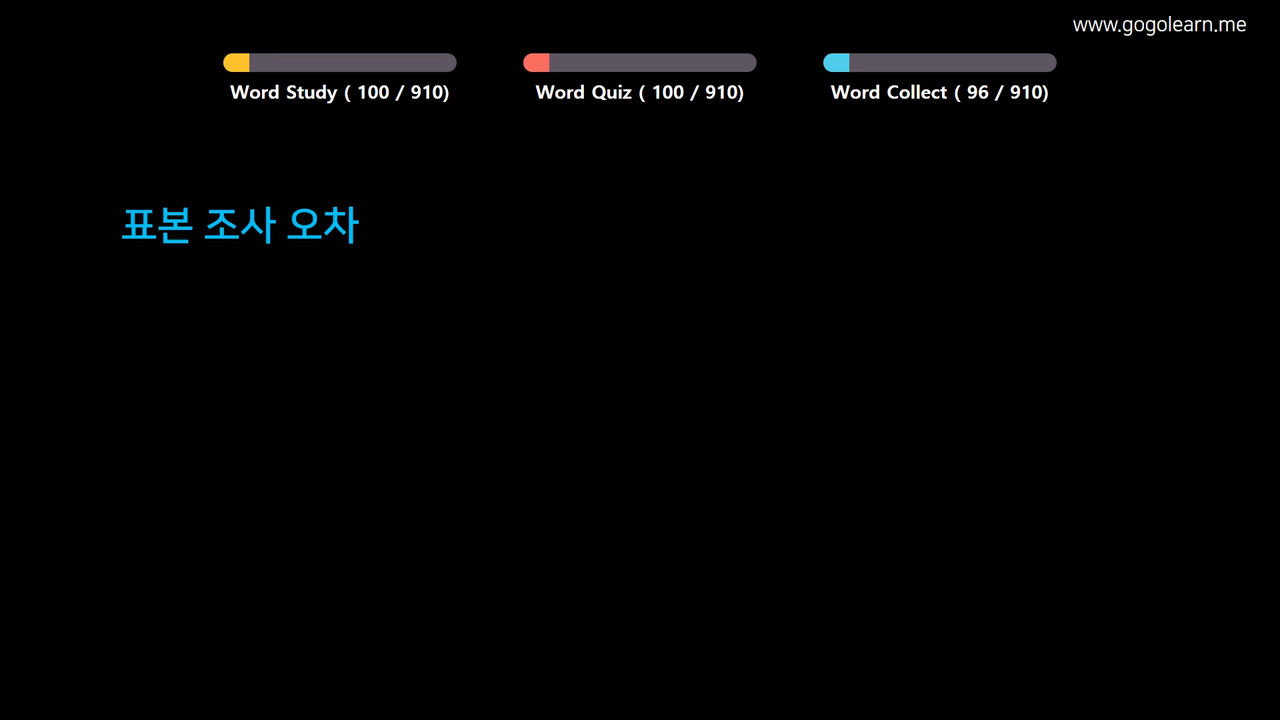 www.gogolearn.me
Word Study ( 100 / 910)
Word Quiz ( 100 / 910)
Word Collect ( 96 / 910)
표본 조사 오차